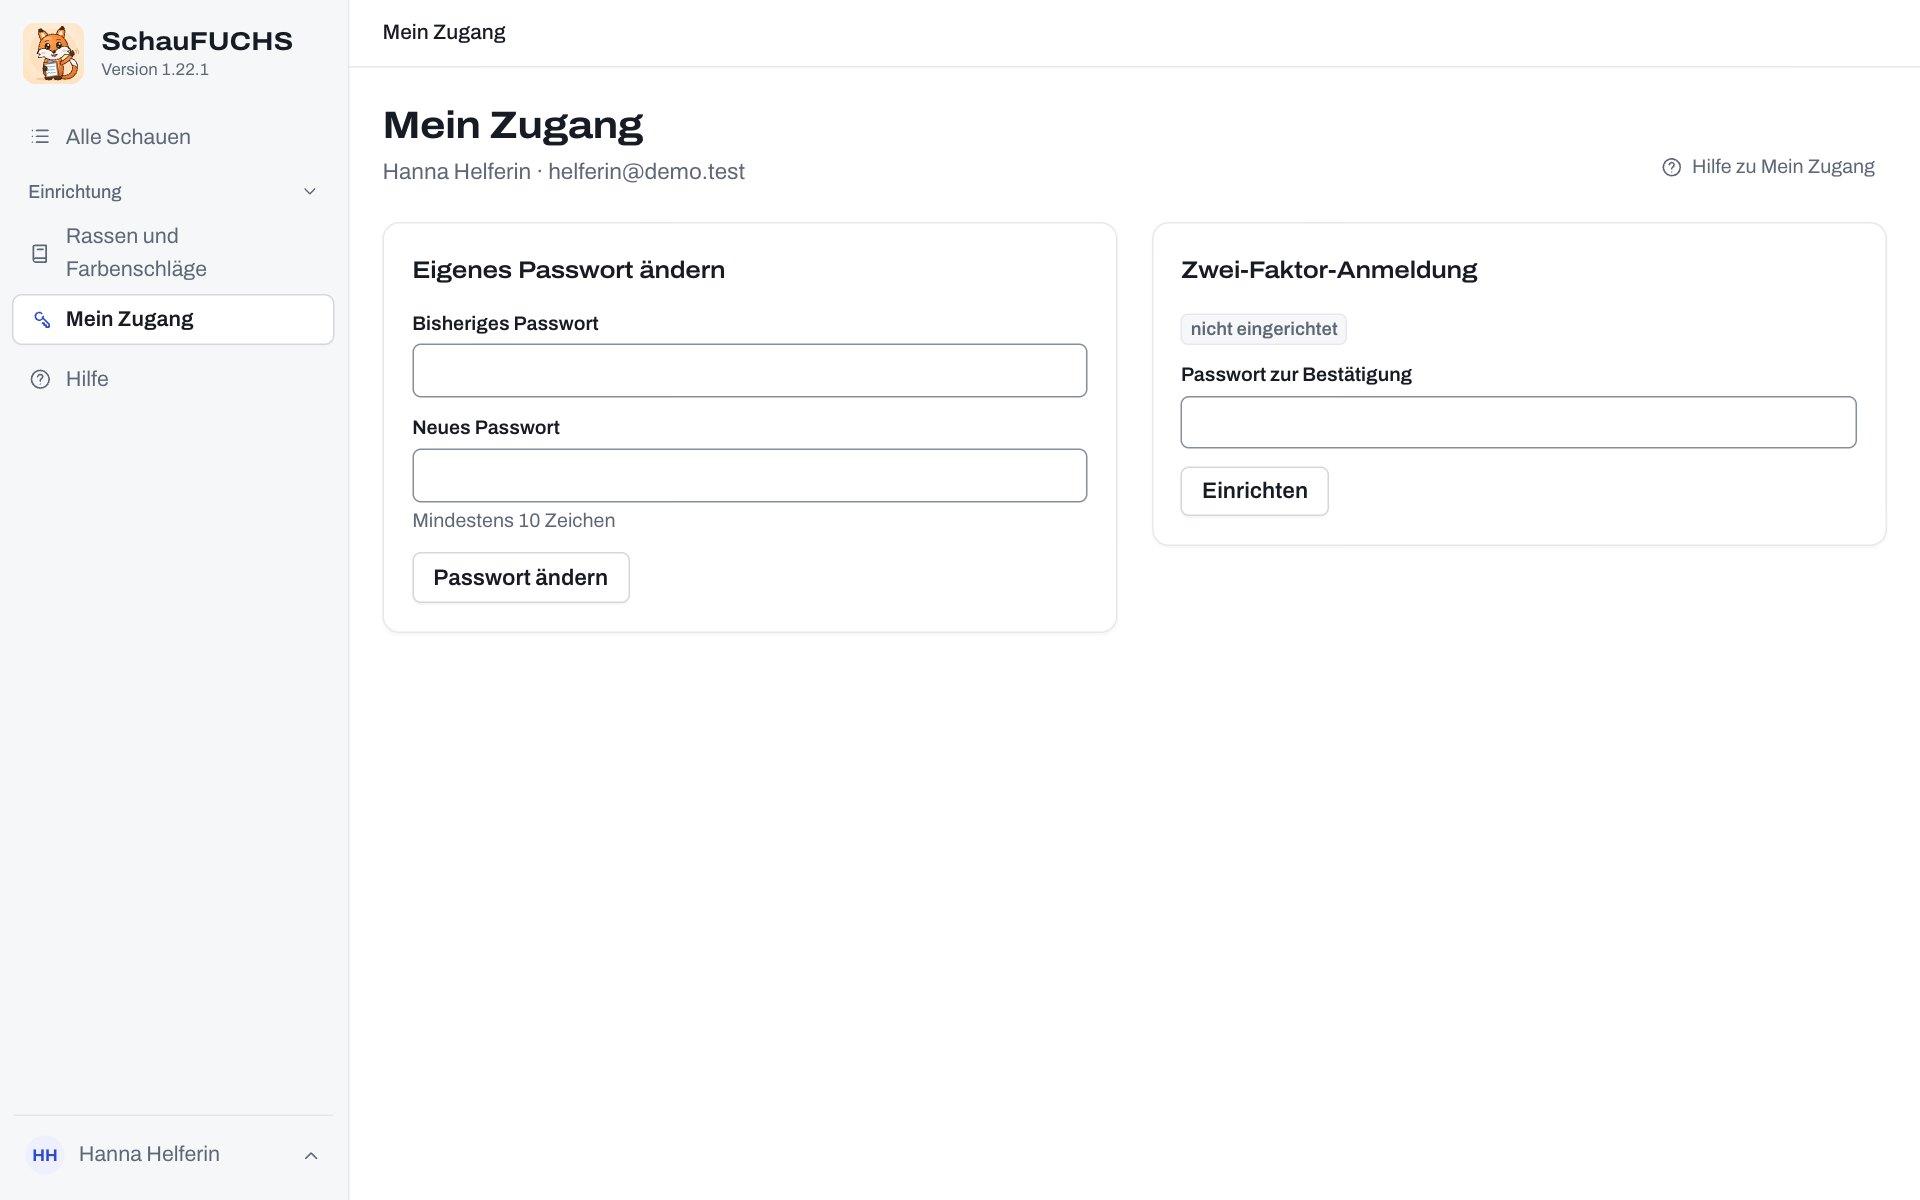 SchauFUCHS
Version 1.22.1
Alle Schauen
Einrichtung
Rassen und
Farbenschläge
Mein Zugang
Hilfe
HH Hanna Helferin
Mein Zugang
Mein Zugang
Hanna Helferin · helferin@demo.test
Hilfe zu Mein Zugang
Eigenes Passwort ändern
Bisheriges Passwort
Neues Passwort
Mindestens 10 Zeichen
Passwort ändern
Zwei-Faktor-Anmeldung
nicht eingerichtet
Passwort zur Bestätigung
Einrichten